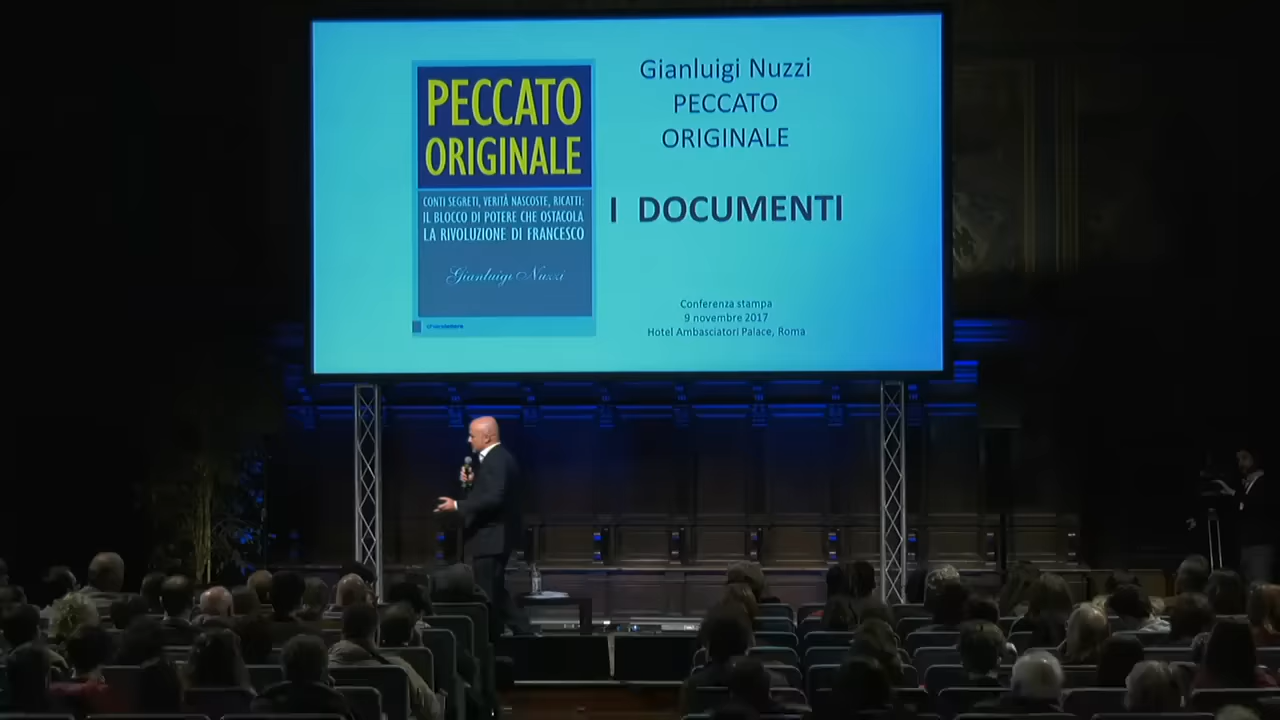 PECCATO
ORIGINALE
CONTI SEGRETI, VERITÀ NASCOSTE, RICATTI:
IL BLOCCO DI POTERE CHE OSTACOLA
LA RIVOLUZIONE DI FRANCESCO
Gianluigi Nuzzi
chiarelettere
Gianluigi Nuzzi
PECCATO
ORIGINALE
I DOCUMENTI
Conferenza stampa
9 novembre 2017
Hotel Ambasciatori Palace, Roma